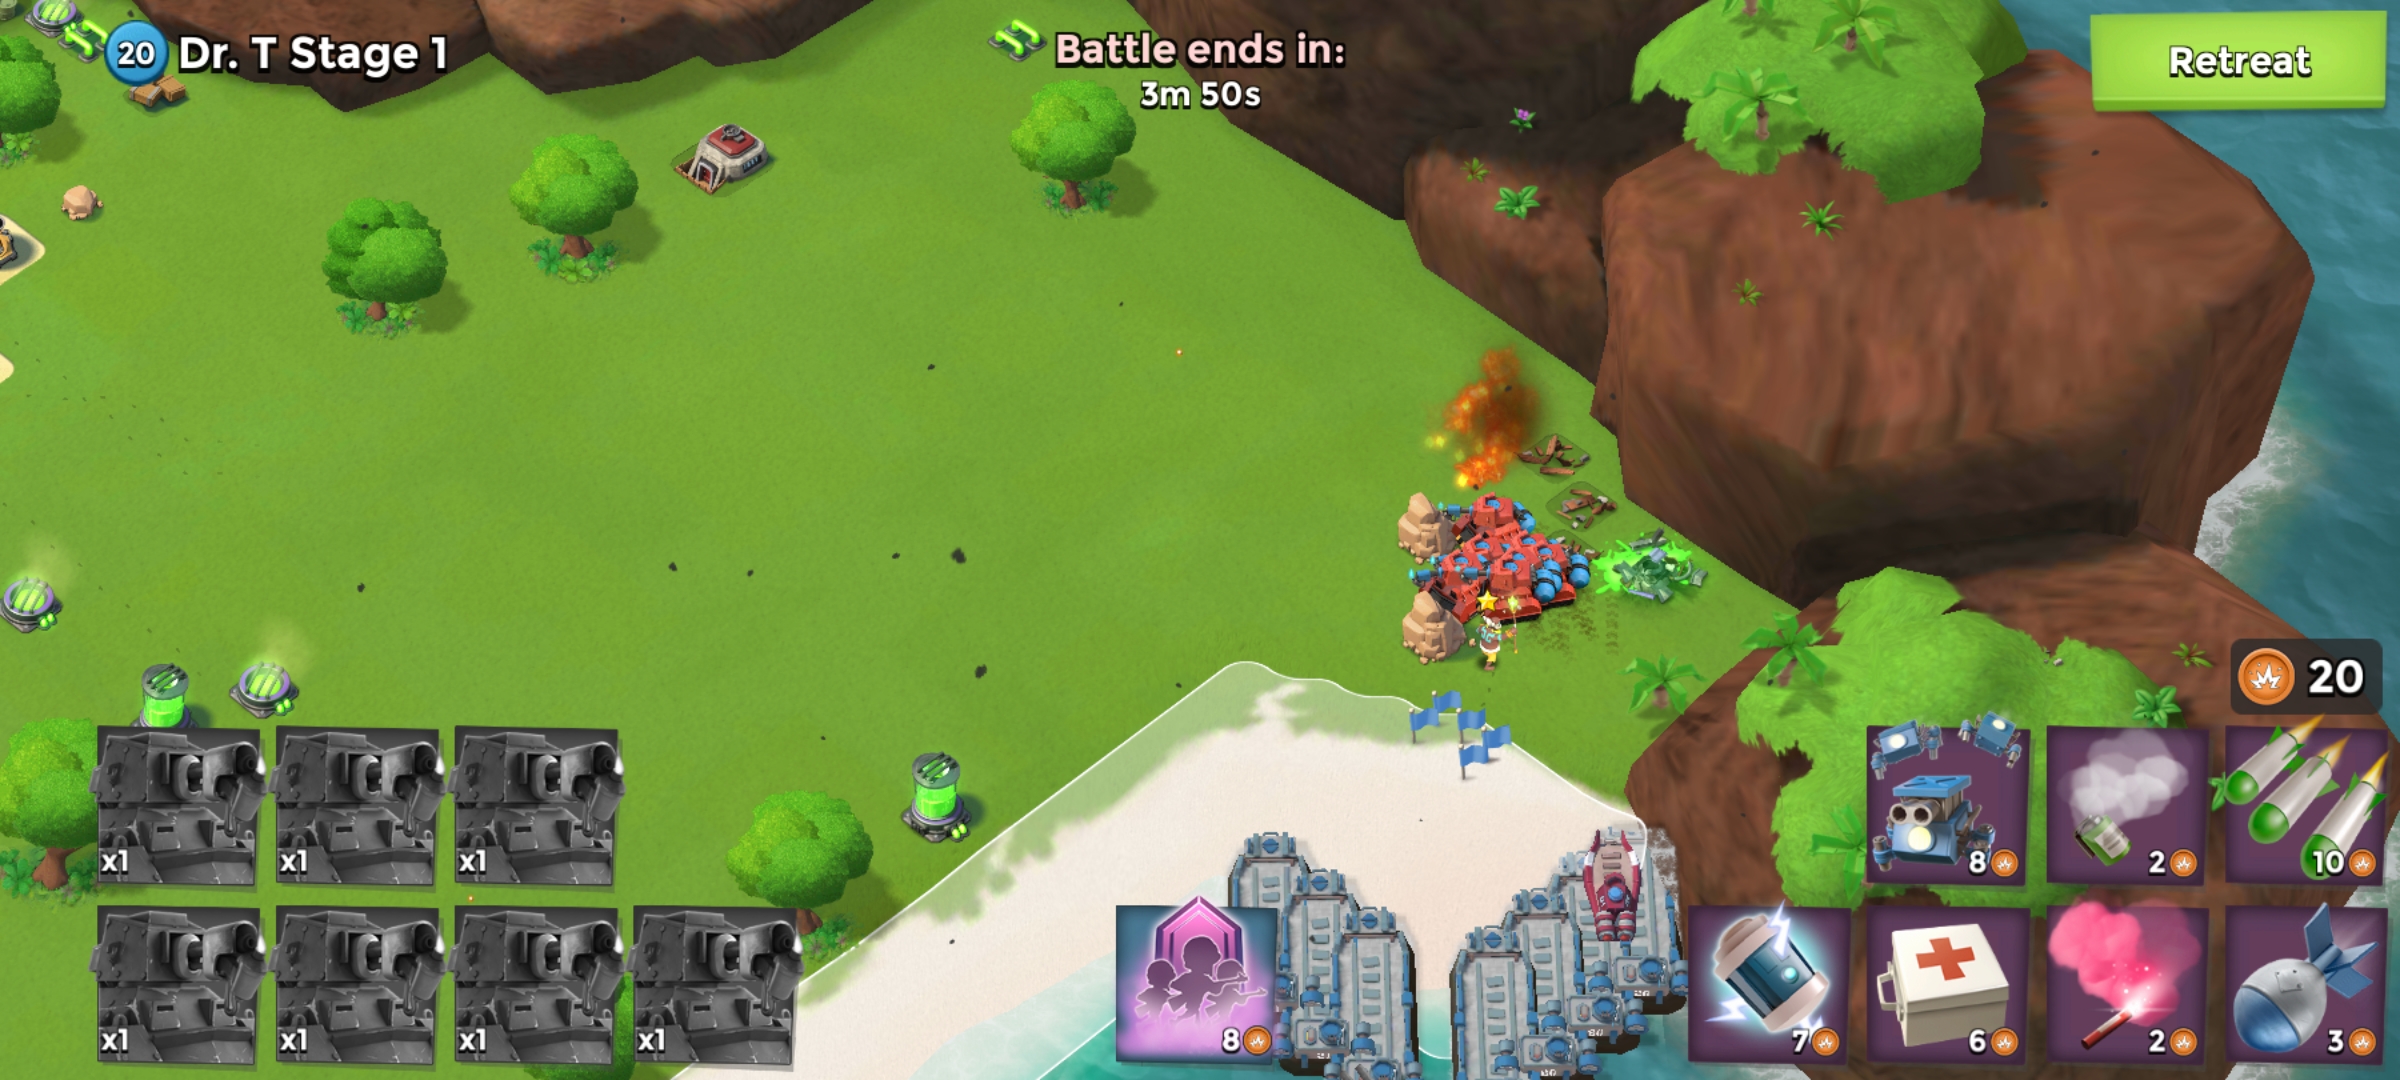 20 Dr. T Stage 1
Battle ends in:
3m 50s
Retreat
20
x1
x1
x1
8
2
10
x1
x1
x1
x1
8
7
6
2
3